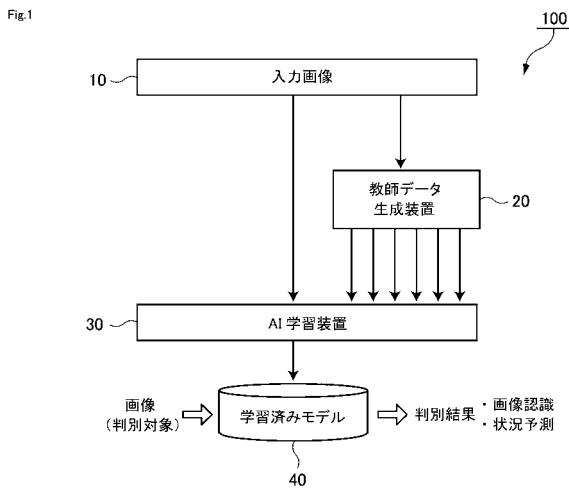 Fig.1
100
10
入力画像
教師データ
生成装置
20
30
AI 学習装置
画像
(判別対象)
学習済みモデル
判別結果
・画像認識
・状況予測
40